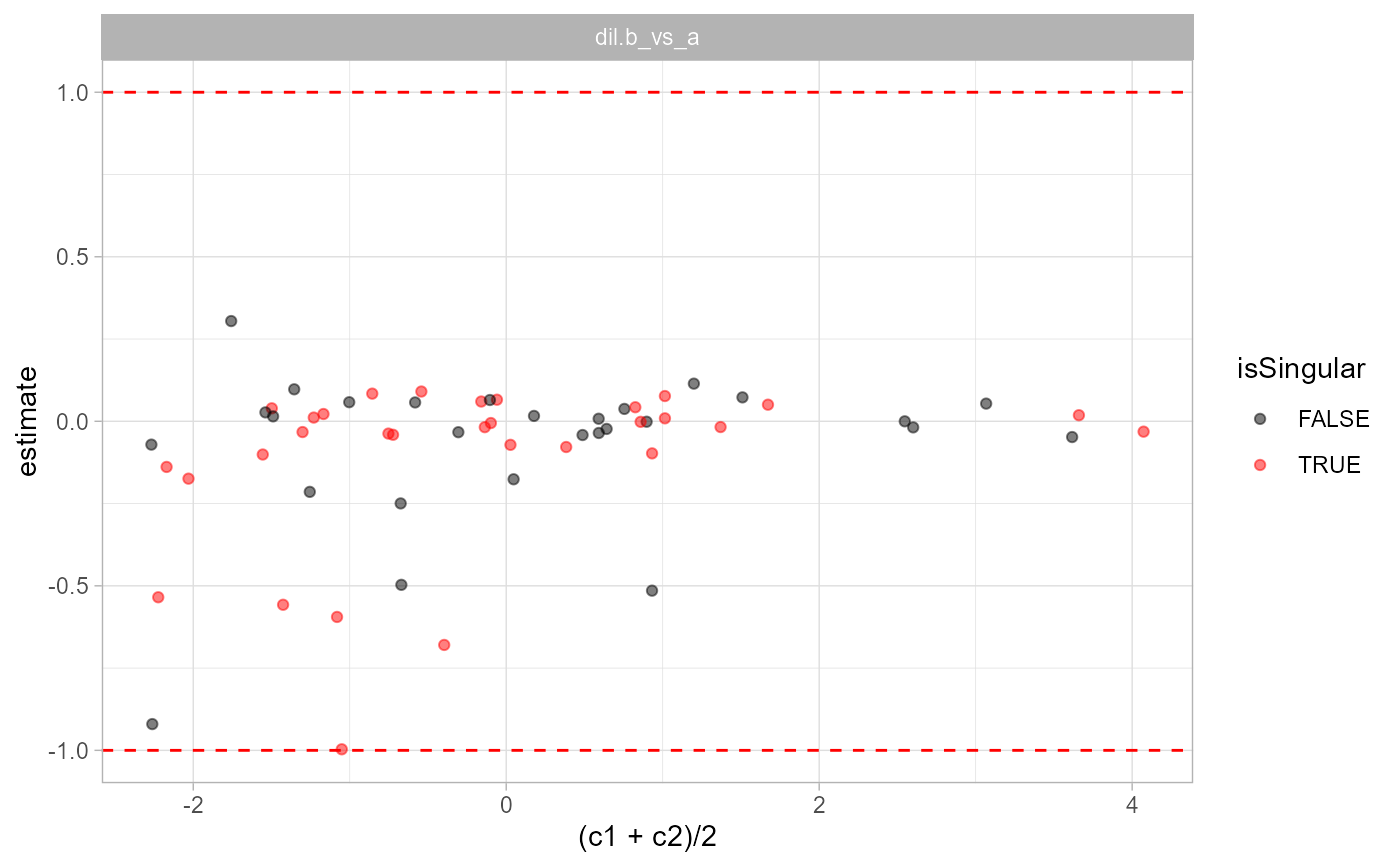 dil.b_vs_a
1.0
0.5
0.0
-0.5
-1.0
estimate
-2
0
2
4
(c1 + c2)/2
isSingular
FALSE
TRUE